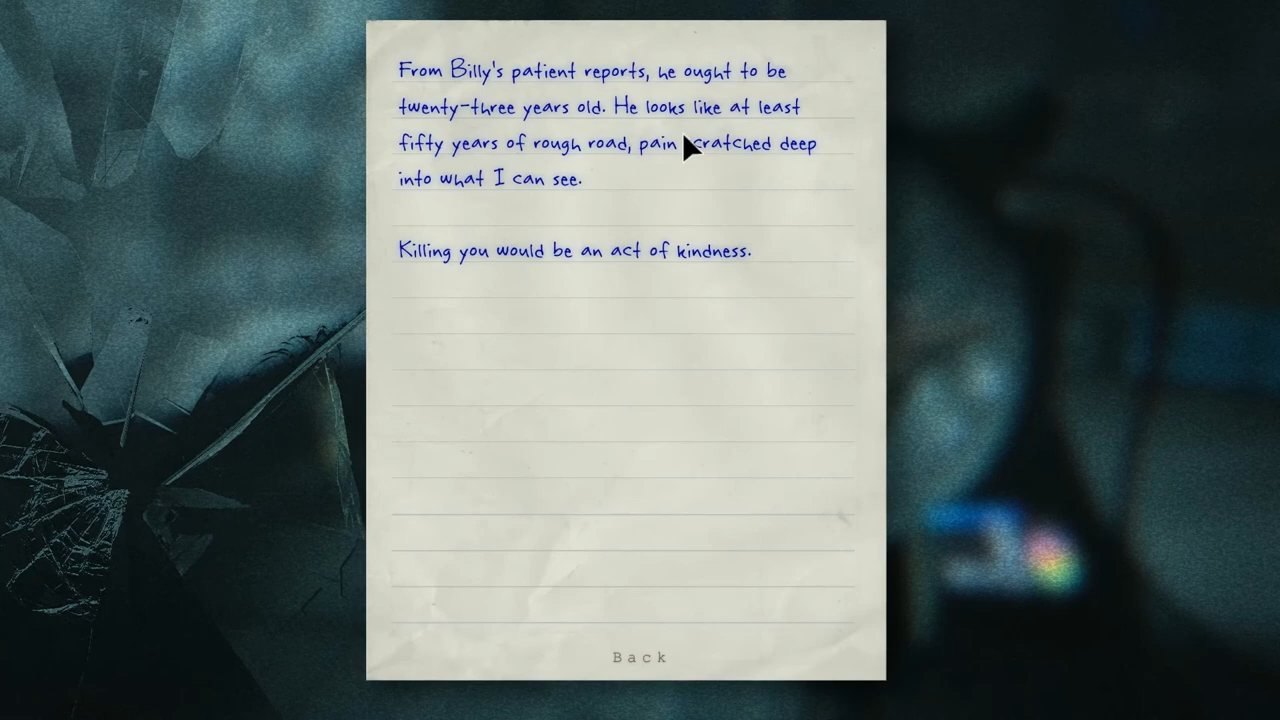 From Billy's patient reports, he ought to be
twenty-three years old. He looks like at least
fifty years of rough road, pain scratched deep
into what I can see.
Killing you would be an act of kindness.
Back